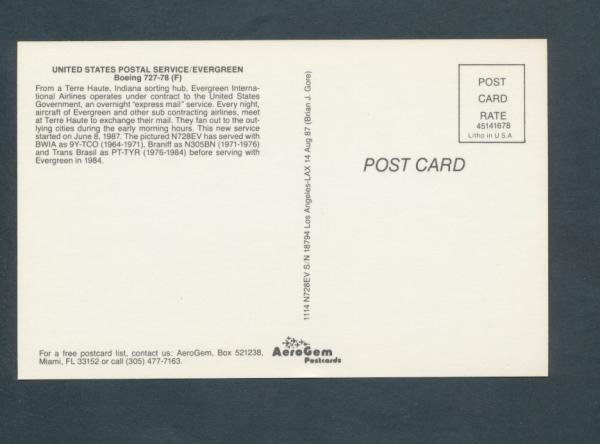 UNITED STATES POSTAL SERVICE/EVERGREEN
Boeing 727-78 (F)
From a Terre Haute, Indiana sorting hub, Evergreen Interna-
tional Airlines operates under contract to the United States
Government, an overnight "express mail" service. Every night,
aircraft of Evergreen and other sub contracting airlines, meet
at Terre Haute to exchange their mail. They fan out to the out-
lying cities during the early morning hours. This new service
started on June 8, 1987. The pictured N728EV has served with
BWIA as 9Y-TCO (1964-1971), Braniff as N305BN (1971-1976)
and Trans Brasil as PT-TYR (1976-1984) before serving with
Evergreen in 1984.
For a free postcard list, contact us: AeroGem, Box 521238,
Miami, FL 33152 or call (305) 477-7163.
AeroGem
Postcards
1114 N728EV S/N 18794 Los Angeles-LAX 14 Aug 87 (Brian J. Gore)
POST
CARD
RATE
45141678
Litho in U.S.A.
POST CARD